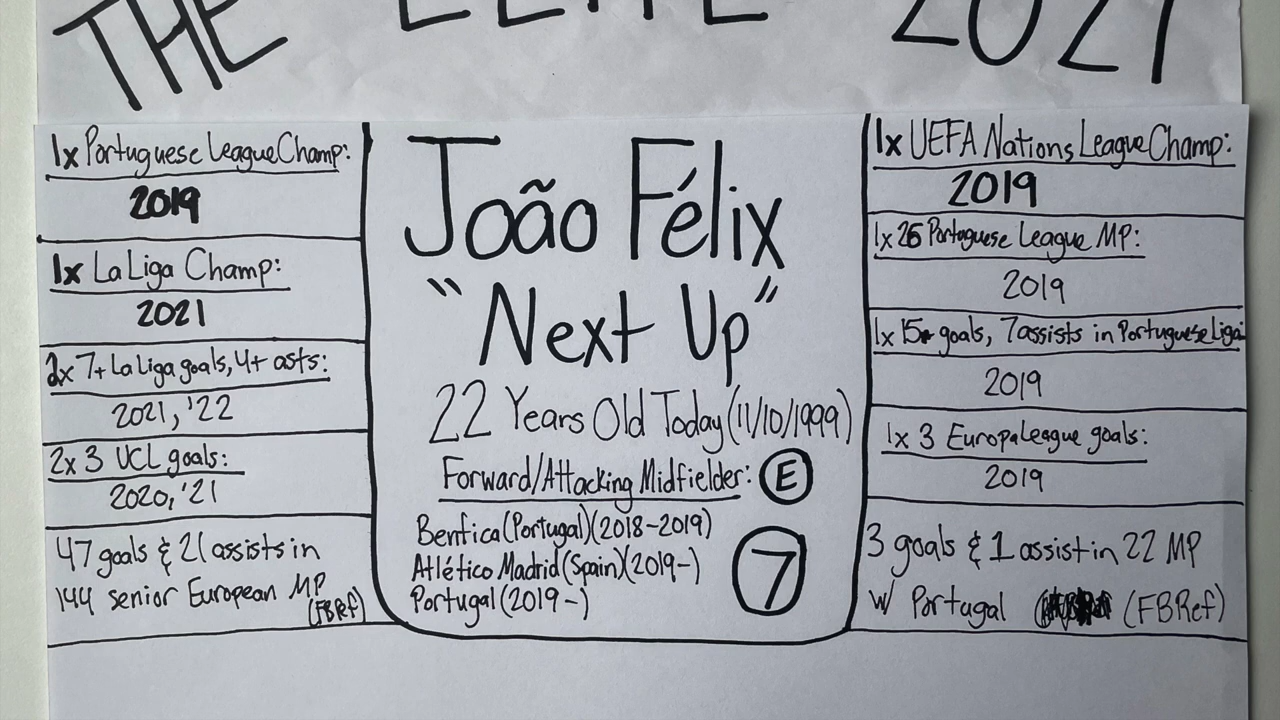 THE ELITE 2021
1x Portuguese League Champ:
2019
1x La Liga Champ:
2021
2x 7+ La Liga goals, 4+ asts:
2021, '22
2x 3 UCL goals:
2020, '21
47 goals & 21 assists in
144 senior European MP
(FBRef)
João Félix
"Next Up"
22 Years Old Today (11/10/1999)
Forward/Attacking Midfielder: E
Benfica (Portugal) (2018-2019)
Atlético Madrid (Spain) (2019-)
Portugal (2019-)
7
1x UEFA Nations League Champ:
2019
1x 26 Portuguese League MP:
2019
1x 15 goals, 7 assists in Portuguese Liga:
2019
1x 3 Europa League goals:
2019
3 goals & 1 assist in 22 MP
w/ Portugal (FBRef)